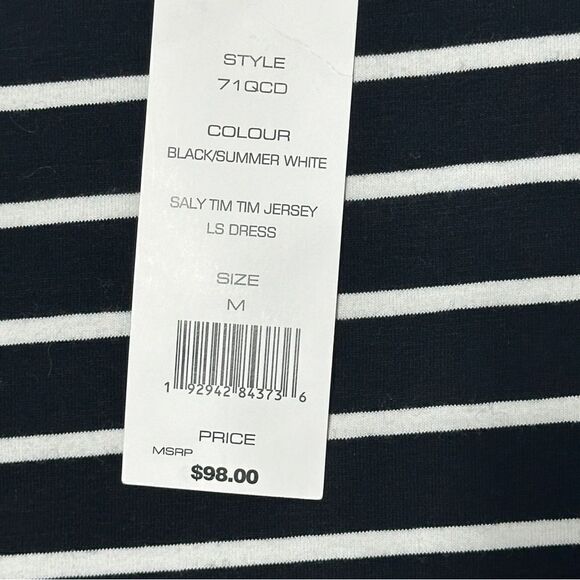 STYLE
71QCD
COLOUR
BLACK/SUMMER WHITE
SALY TIM TIM JERSEY
LS DRESS
SIZE
M
1 92942 84373 6
PRICE
MSRP
$98.00